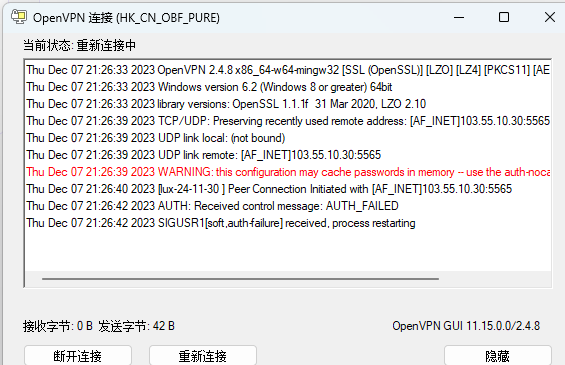 OpenVPN 连接 (HK_CN_OBF_PURE)
当前状态: 重新连接中
Thu Dec 07 21:26:33 2023 OpenVPN 2.4.8 x86_64-w64-mingw32 [SSL (OpenSSL)] [LZO] [LZ4] [PKCS11] [AE
Thu Dec 07 21:26:33 2023 Windows version 6.2 (Windows 8 or greater) 64bit
Thu Dec 07 21:26:33 2023 library versions: OpenSSL 1.1.1f  31 Mar 2020, LZO 2.10
Thu Dec 07 21:26:39 2023 TCP/UDP: Preserving recently used remote address: [AF_INET]103.55.10.30:5565
Thu Dec 07 21:26:39 2023 UDP link local: (not bound)
Thu Dec 07 21:26:39 2023 UDP link remote: [AF_INET]103.55.10.30:5565
Thu Dec 07 21:26:39 2023 WARNING: this configuration may cache passwords in memory -- use the auth-noca
Thu Dec 07 21:26:40 2023 [lux-24-11-30 ] Peer Connection Initiated with [AF_INET]103.55.10.30:5565
Thu Dec 07 21:26:42 2023 AUTH: Received control message: AUTH_FAILED
Thu Dec 07 21:26:42 2023 SIGUSR1[soft,auth-failure] received, process restarting
接收字节: 0 B 发送字节: 42 B OpenVPN GUI 11.15.0.0/2.4.8
断开连接 重新连接 隐藏